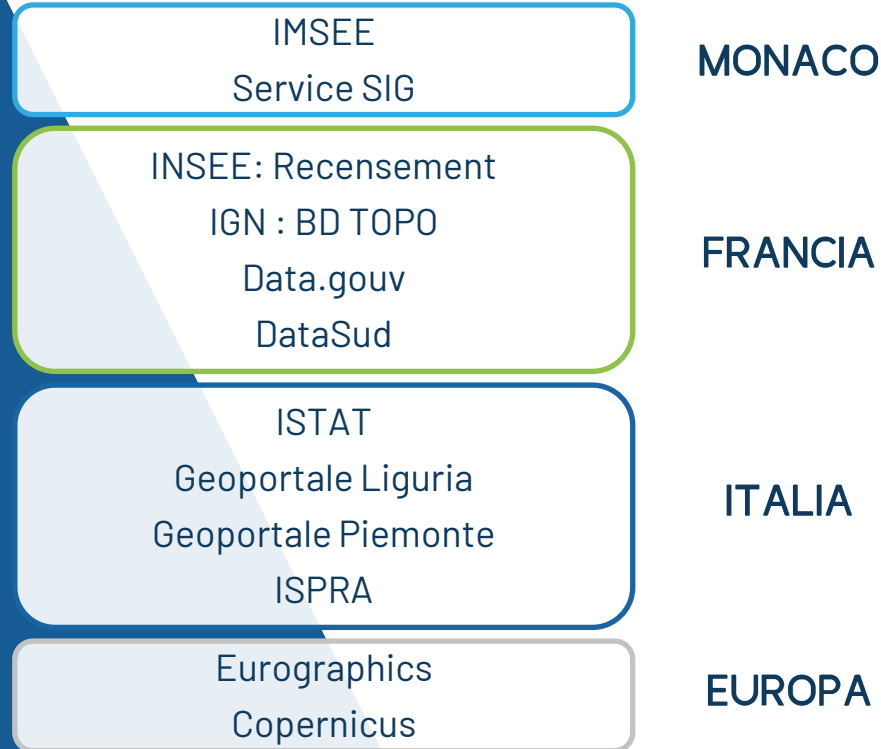 IMSEE
Service SIG
MONACO
INSEE: Recensement
IGN : BD TOPO
Data.gouv
DataSud
FRANCIA
ISTAT
Geoportale Liguria
Geoportale Piemonte
ISPRA
ITALIA
Eurographics
Copernicus
EUROPA